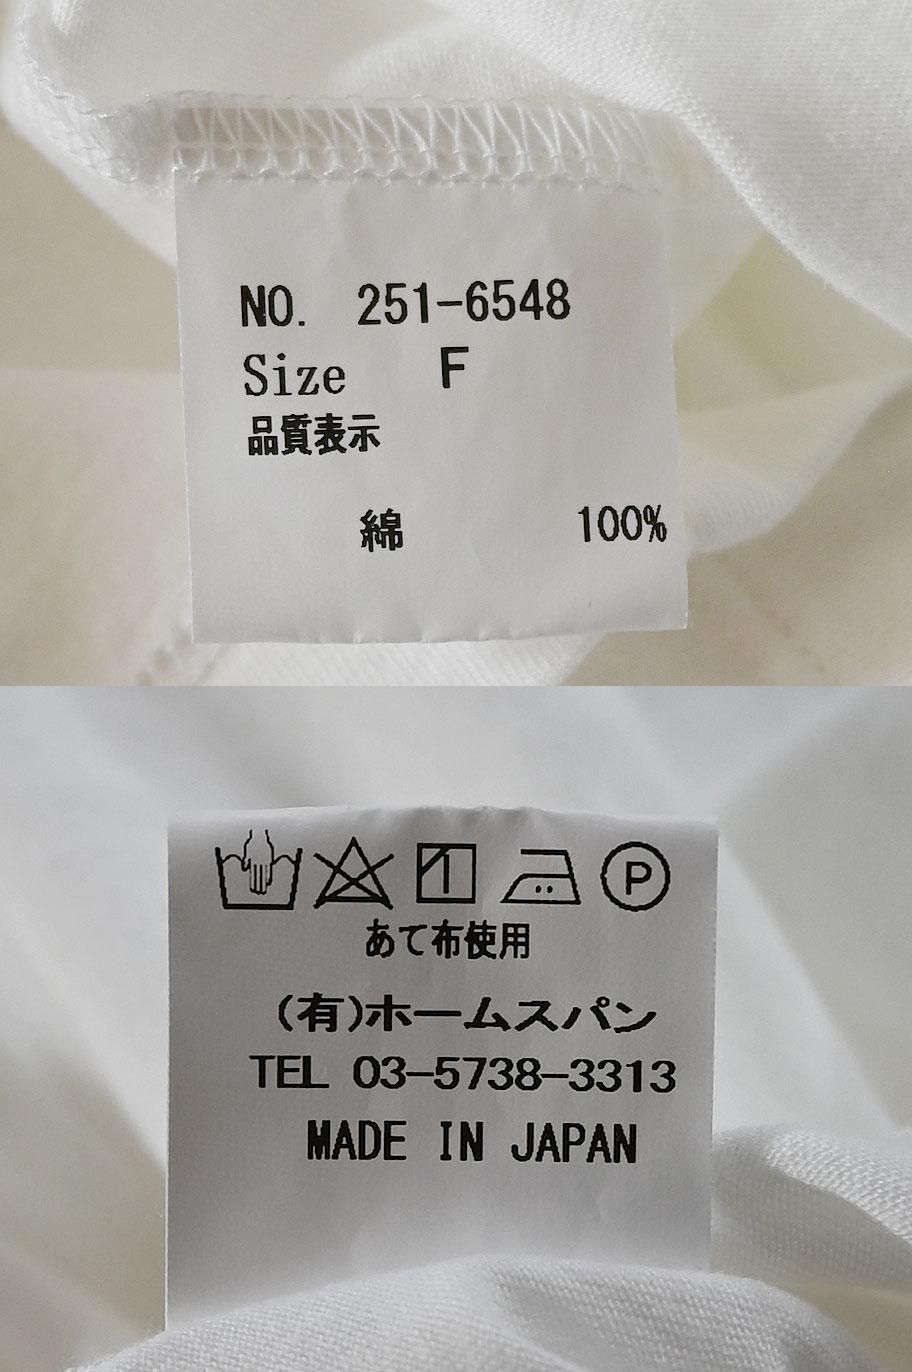 NO. 251-6548
Size F
品質表示
綿 100%
P
あて布使用
(有)ホームスパン
TEL 03-5738-3313
MADE IN JAPAN